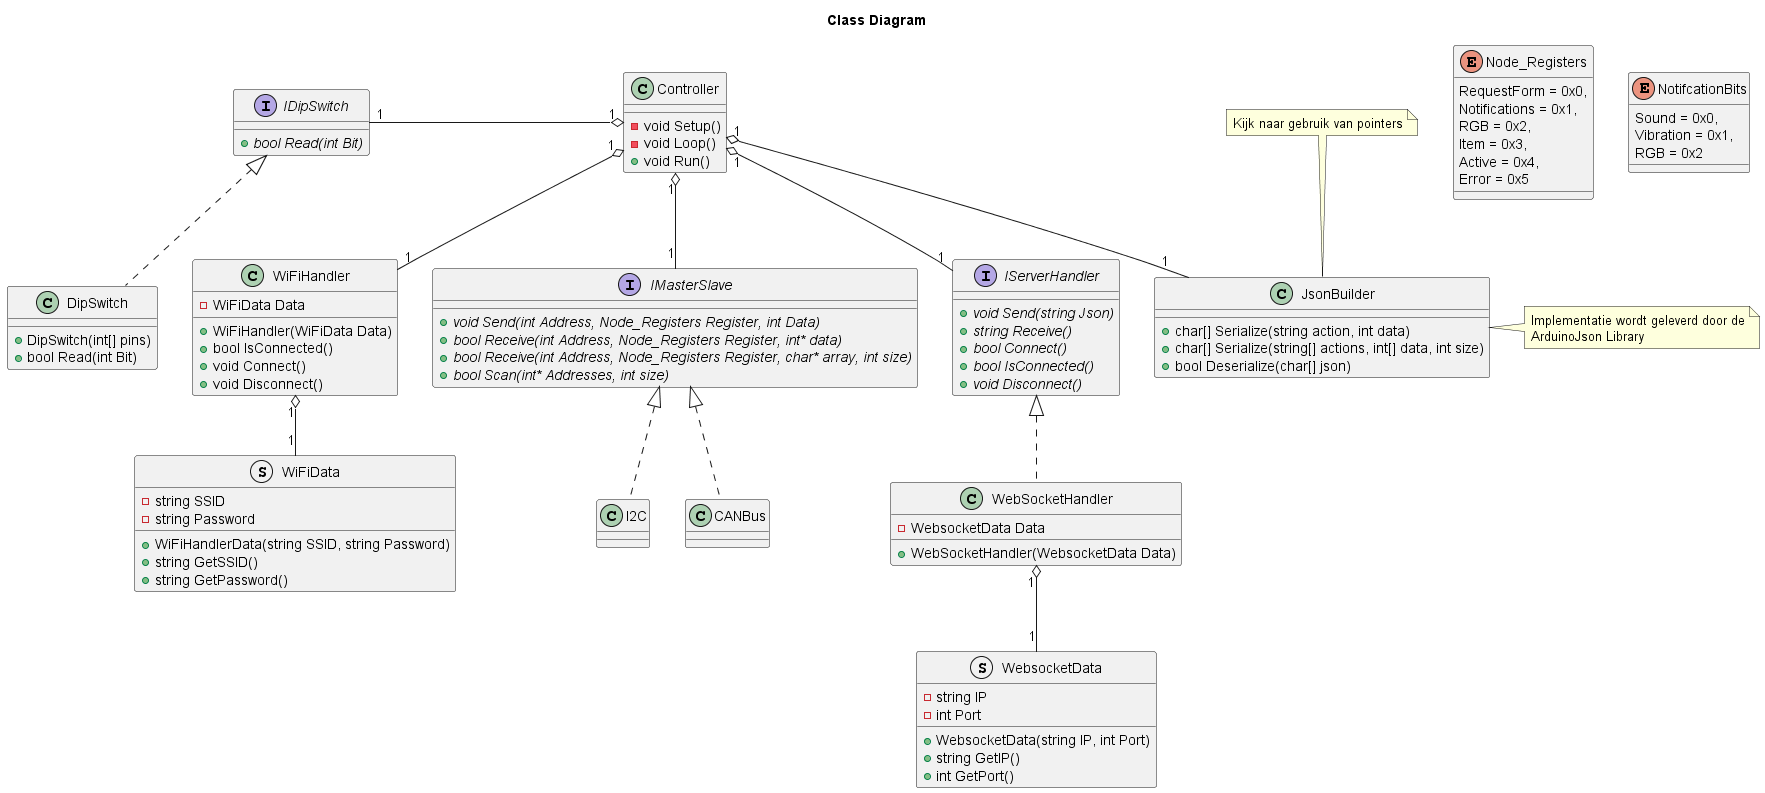 Class Diagram
I IDipSwitch
bool Read(int Bit)
1
1
C Controller
void Setup()
void Loop()
void Run()
1
1
1
1
Kijk naar gebruik van pointers
E Node_Registers
RequestForm = 0x0,
Notifications = 0x1,
RGB = 0x2,
Item = 0x3,
Active = 0x4,
Error = 0x5
E NotifcationBits
Sound = 0x0,
Vibration = 0x1,
RGB = 0x2
C DipSwitch
DipSwitch(int[] pins)
bool Read(int Bit)
1
C WiFiHandler
WiFiData Data
WiFiHandler(WiFiData Data)
bool IsConnected()
void Connect()
void Disconnect()
1
I IMasterSlave
void Send(int Address, Node_Registers Register, int Data)
bool Receive(int Address, Node_Registers Register, int* data)
bool Receive(int Address, Node_Registers Register, char* array, int size)
bool Scan(int* Addresses, int size)
1
I IServerHandler
void Send(string Json)
string Receive()
bool Connect()
bool IsConnected()
void Disconnect()
1
C JsonBuilder
char[] Serialize(string action, int data)
char[] Serialize(string[] actions, int[] data, int size)
bool Deserialize(char[] json)
Implementatie wordt geleverd door de
ArduinoJson Library
1
1
S WiFiData
string SSID
string Password
WiFiHandlerData(string SSID, string Password)
string GetSSID()
string GetPassword()
C I2C
C CANBus
C WebSocketHandler
WebsocketData Data
WebSocketHandler(WebsocketData Data)
1
1
S WebsocketData
string IP
int Port
WebsocketData(string IP, int Port)
string GetIP()
int GetPort()